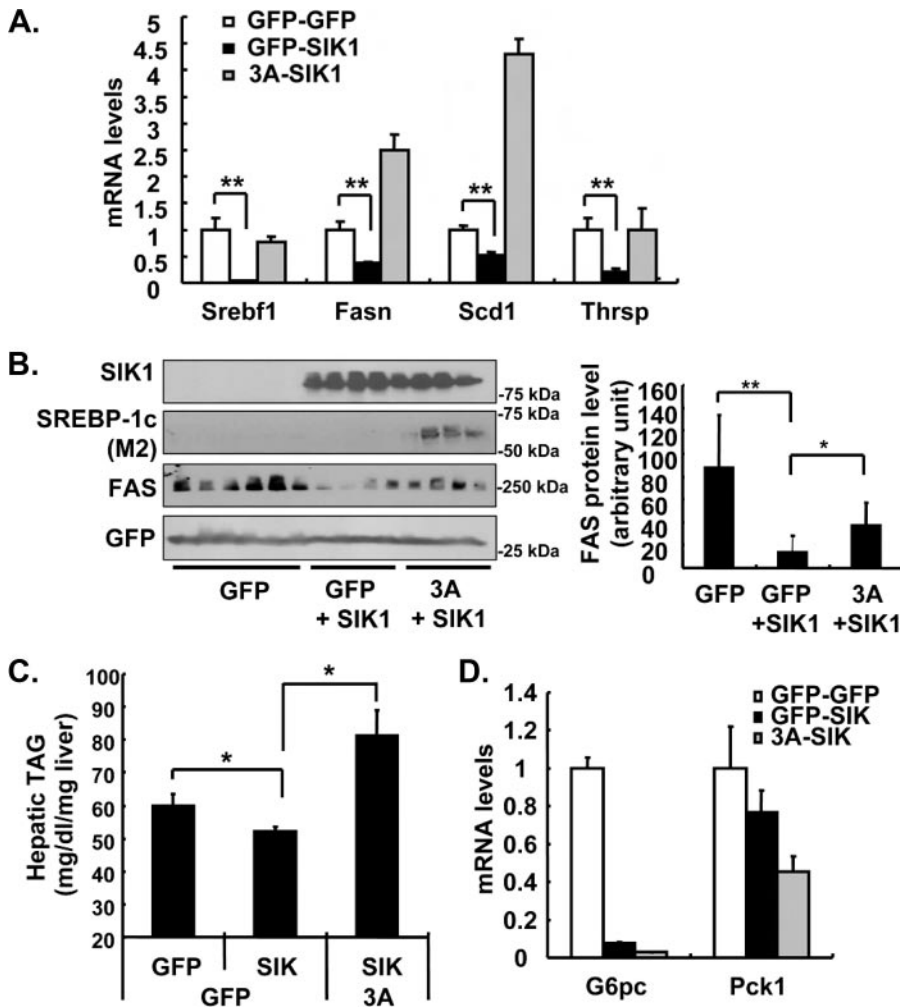 A.
GFP-GFP
GFP-SIK1
3A-SIK1
mRNA levels
5
4.5
3.5
2.5
1.5
1
0.5
0
**
**
**
**
Srebf1 Fasn Scd1 Thrsp
B.
SIK1
-75 kDa
SREBP-1c
(M2)
-75 kDa
-50 kDa
FAS
-250 kDa
GFP
-25 kDa
GFP GFP + SIK1 3A + SIK1
FAS protein level
(arbitrary unit)
160
140
120
100
80
60
40
20
0
**
*
GFP GFP +SIK1 3A +SIK1
C.
Hepatic TAG
(mg/dl/mg liver)
100
90
80
70
60
50
40
30
20
*
*
GFP SIK SIK
GFP 3A
D.
GFP-GFP
GFP-SIK
3A-SIK
mRNA levels
1.4
1.2
1
0.8
0.6
0.4
0.2
0
G6pc Pck1